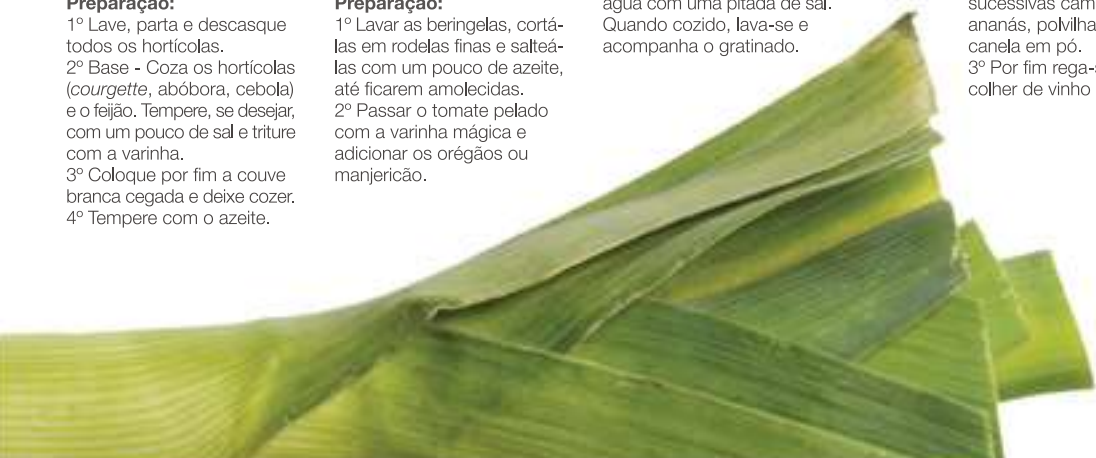 Preparação:
1º Lave, parta e descasque
todos os hortícolas.
2º Base - Coza os hortícolas
(courgette, abóbora, cebola)
e o feijão. Tempere, se desejar,
com um pouco de sal e triture
com a varinha.
3º Coloque por fim a couve
branca cegada e deixe cozer.
4º Tempere com o azeite.
Preparação:
1º Lavar as beringelas, cortá-
las em rodelas finas e salteá-
las com um pouco de azeite,
até ficarem amolecidas.
2º Passar o tomate pelado
com a varinha mágica e
adicionar os orégãos ou
manjericão.
água com uma pitada de sal.
Quando cozido, lava-se e
acompanha o gratinado.
sucessivas cam
ananás, polvilha
canela em pó.
3º Por fim rega-
colher de vinho